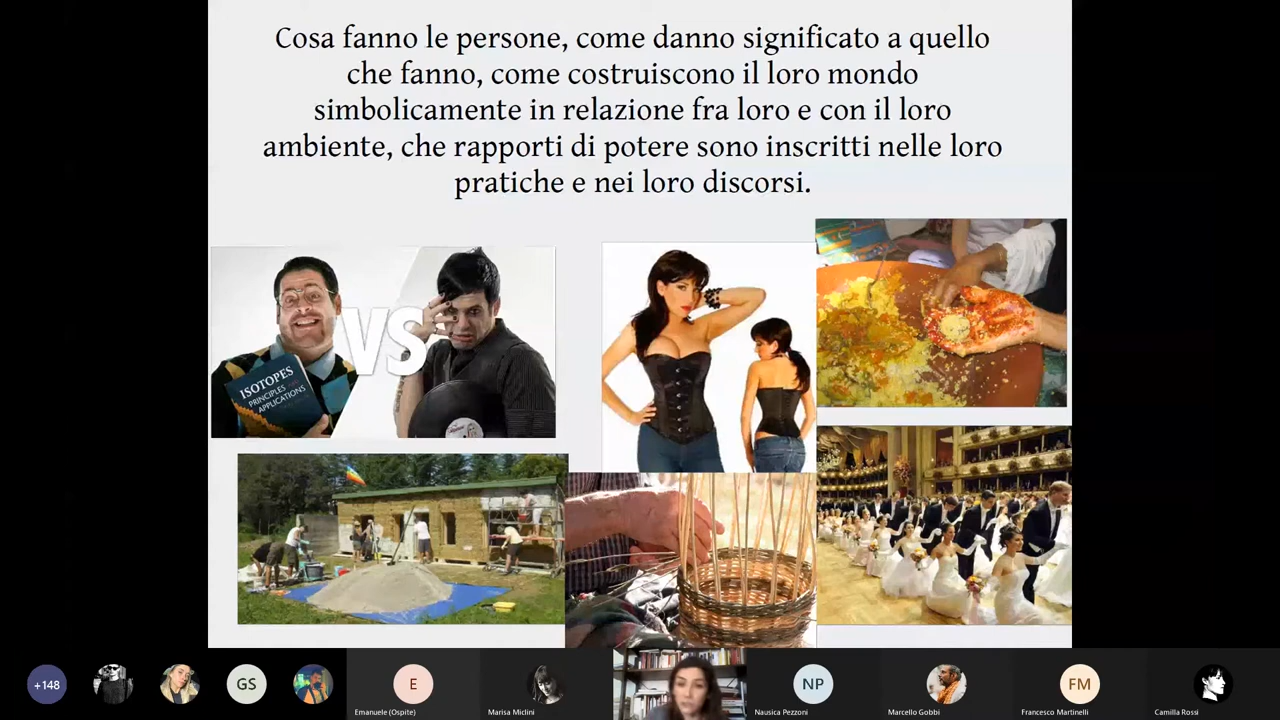 Cosa fanno le persone, come danno significato a quello
che fanno, come costruiscono il loro mondo
simbolicamente in relazione fra loro e con il loro
ambiente, che rapporti di potere sono inscritti nelle loro
pratiche e nei loro discorsi.
VS
ISOTOPES
PRINCIPLES AND
APPLICATIONS
+148
GS
E
NP
FM
Emanuele (Ospite)
Marisa Miclini
Nausica Pezzoni
Marcello Gobbi
Francesco Martinelli
Camilla Rossi